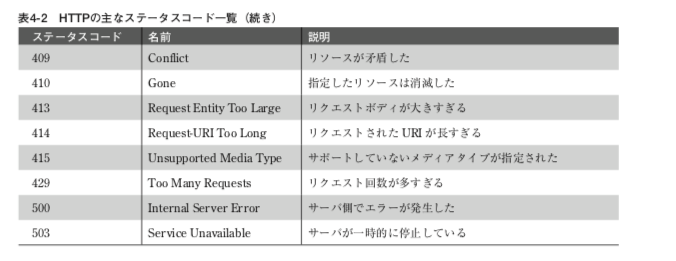 表4-2 HTTPの主なステータスコード一覧（続き）
ステータスコード 名前 説明
409 Conflict リソースが矛盾した
410 Gone 指定したリソースは消滅した
413 Request Entity Too Large リクエストボディが大きすぎる
414 Request-URI Too Long リクエストされた URI が長すぎる
415 Unsupported Media Type サポートしていないメディアタイプが指定された
429 Too Many Requests リクエスト回数が多すぎる
500 Internal Server Error サーバ側でエラーが発生した
503 Service Unavailable サーバが一時的に停止している